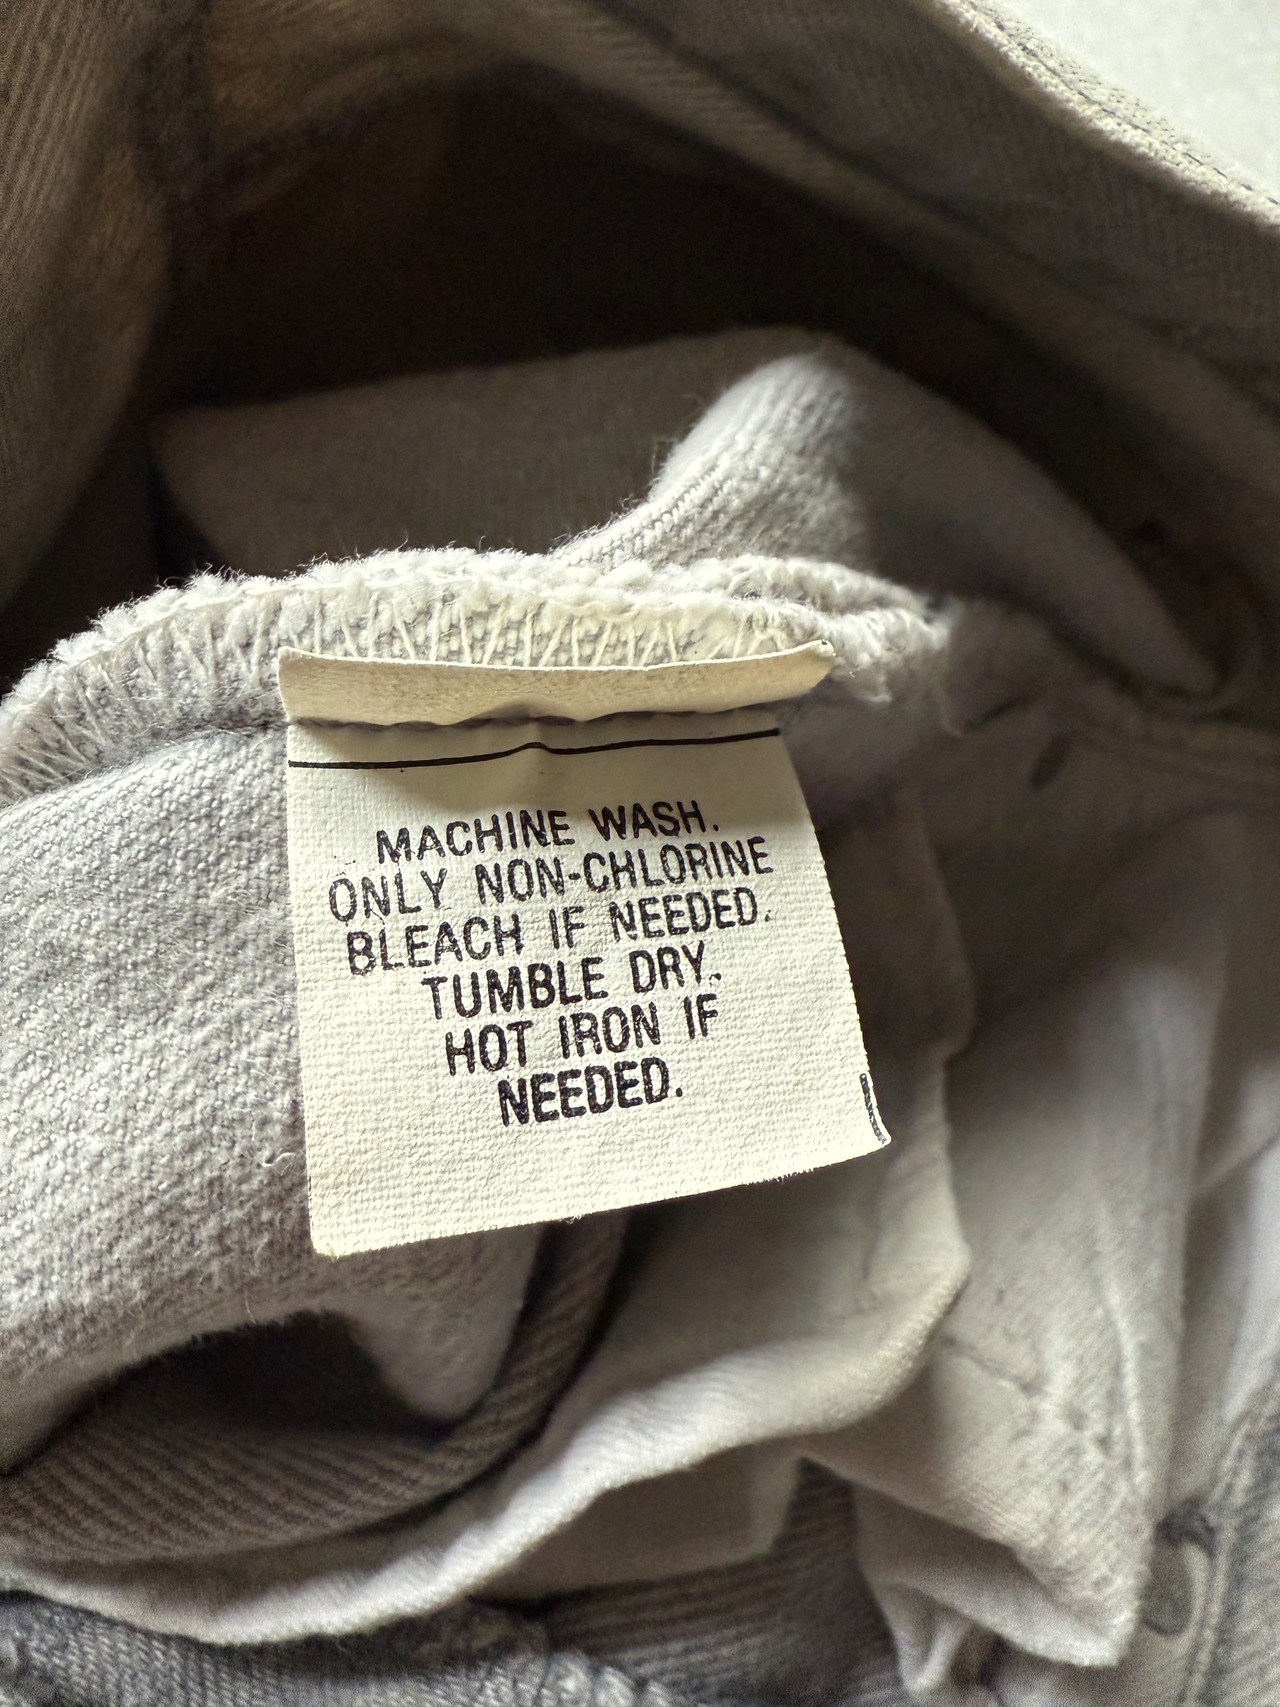 MACHINE WASH.
ONLY NON-CHLORINE
BLEACH IF NEEDED.
TUMBLE DRY.
HOT IRON IF
NEEDED.